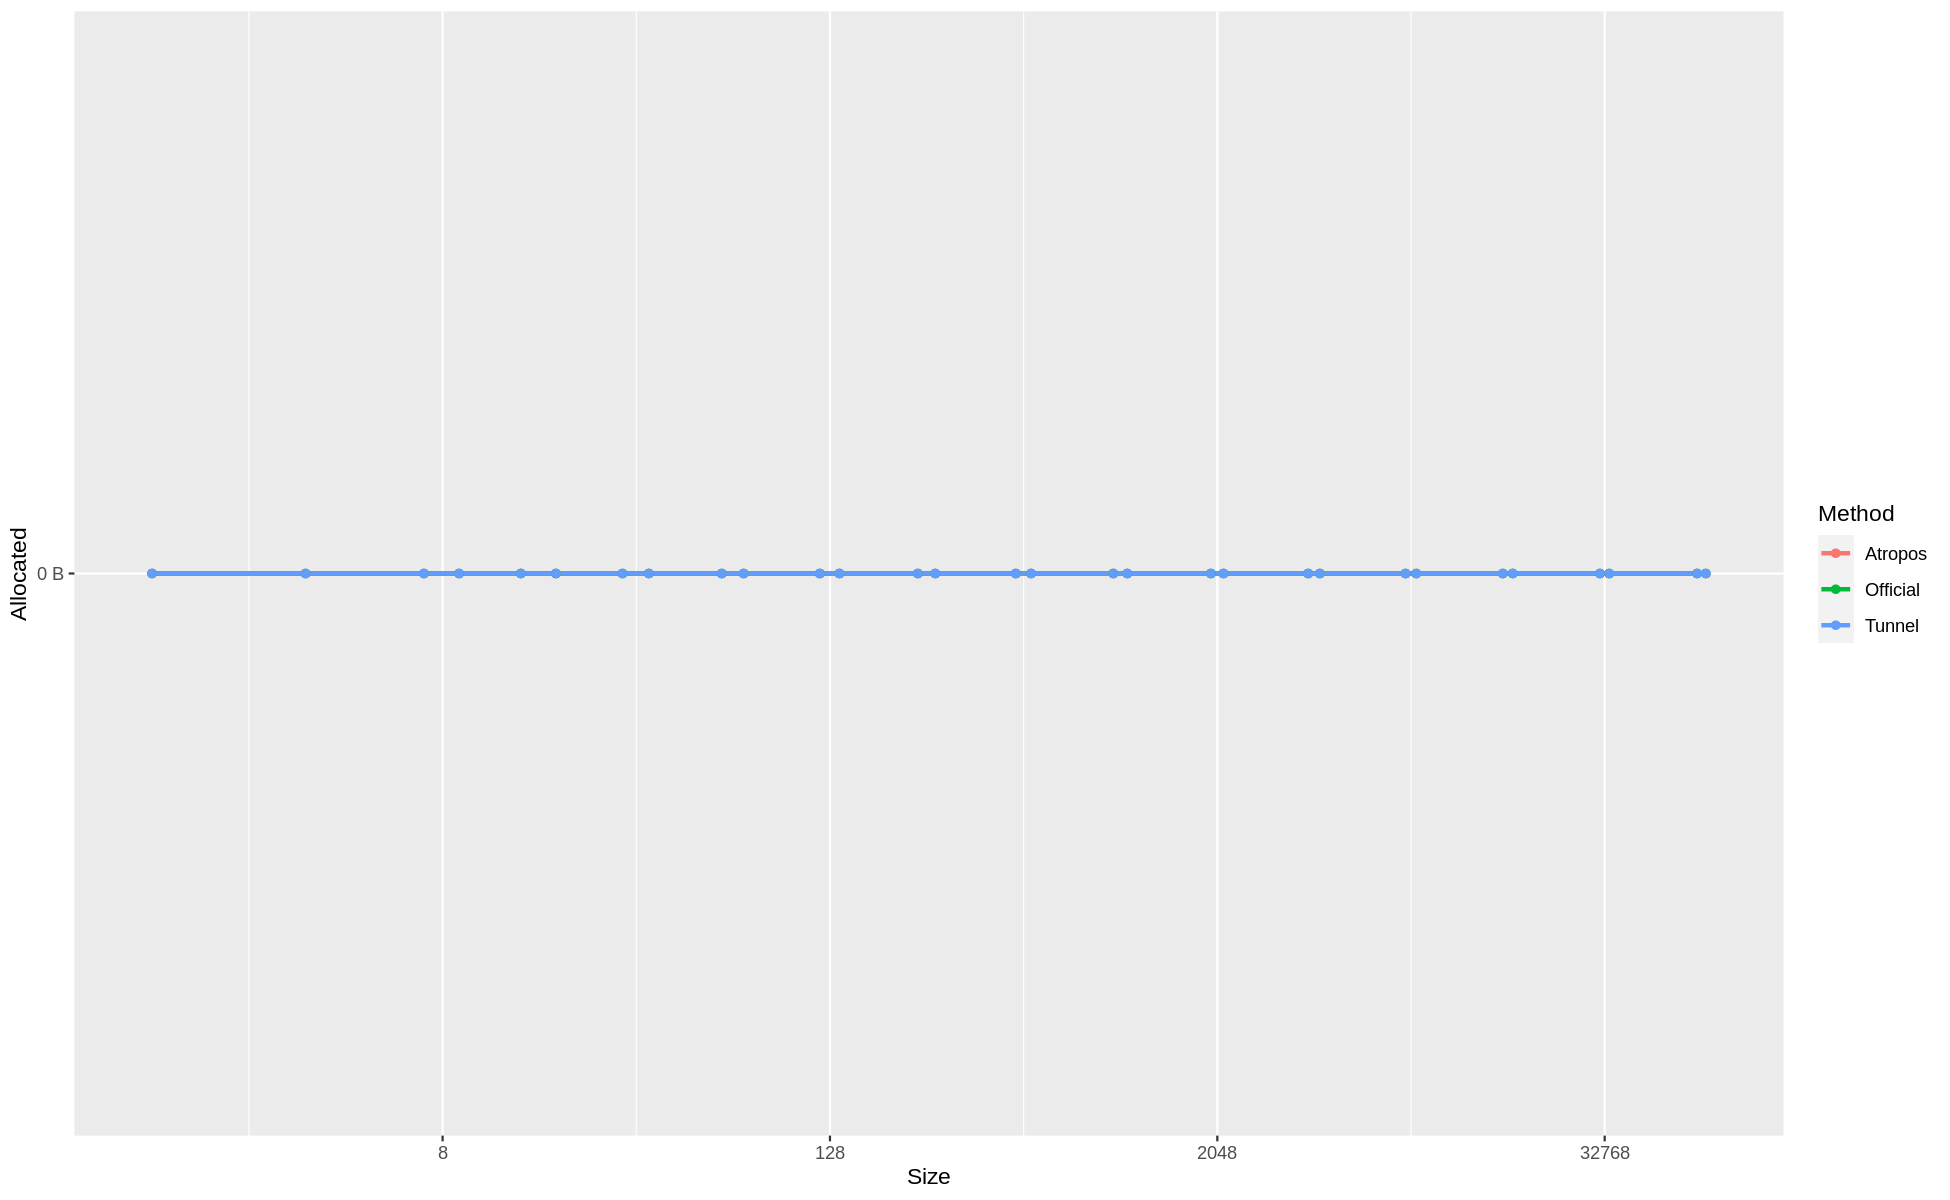 Allocated
0 B
8
128
2048
32768
Size
Method
Atropos
Official
Tunnel